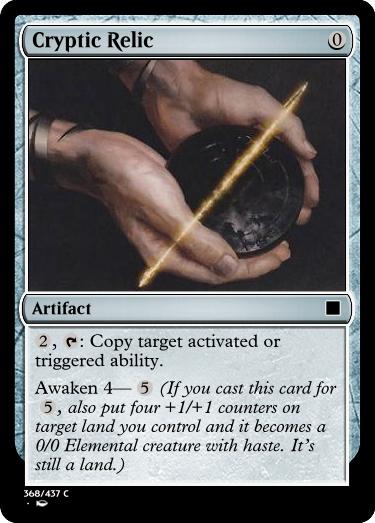 Cryptic Relic 0
Artifact
2, : Copy target activated or
triggered ability.
Awaken 4— 5 (If you cast this card for
5, also put four +1/+1 counters on
target land you control and it becomes a
0/0 Elemental creature with haste. It's
still a land.)
368/437 C